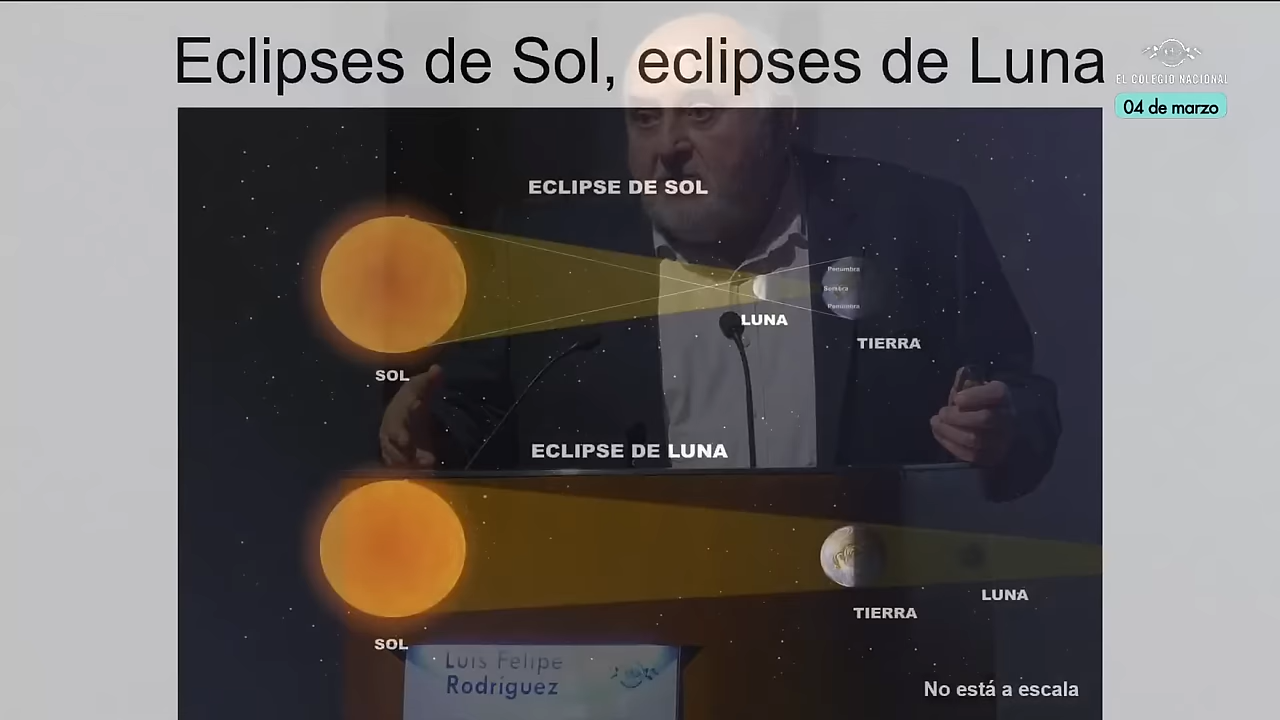 Eclipses de Sol, eclipses de Luna
EL COLEGIO NACIONAL
04 de marzo
ECLIPSE DE SOL
Penumbra
Penumbra
LUNA
TIERRA
SOL
ECLIPSE DE LUNA
LUNA
TIERRA
SOL
Luis Felipe
Rodríguez
No está a escala